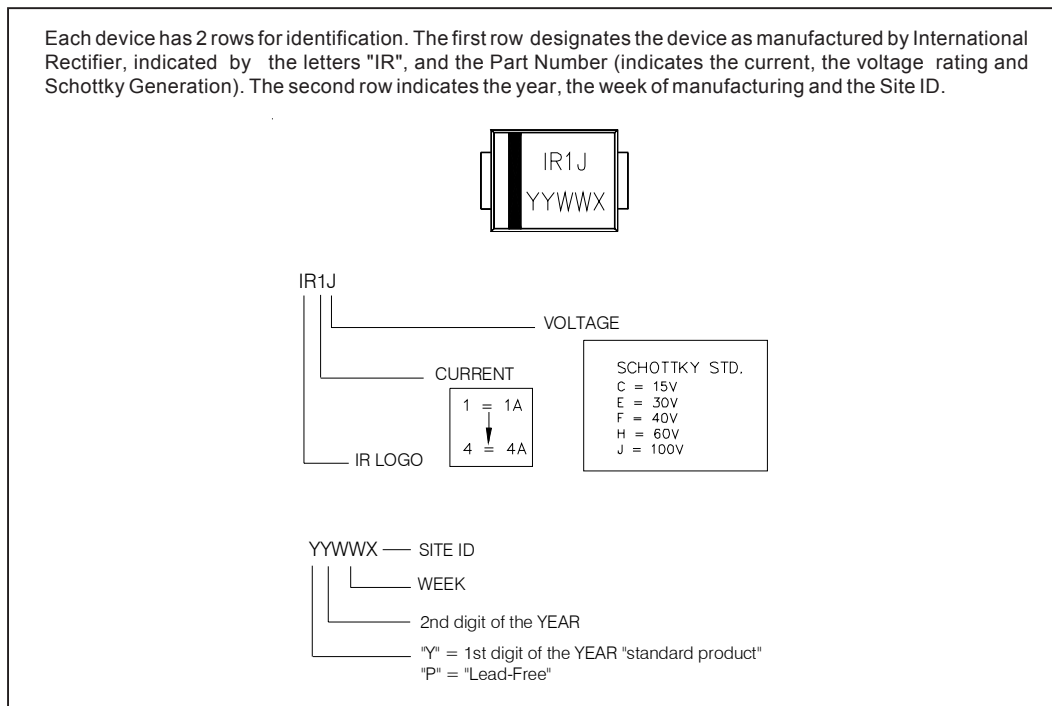 Each device has 2 rows for identification. The first row designates the device as manufactured by International
Rectifier, indicated by the letters "IR", and the Part Number (indicates the current, the voltage rating and
Schottky Generation). The second row indicates the year, the week of manufacturing and the Site ID.
IR1J
YYWWX
IR1J
VOLTAGE
SCHOTTKY STD.
C = 15V
E = 30V
F = 40V
H = 60V
J = 100V
CURRENT
1 = 1A
4 = 4A
IR LOGO
YYWWX
SITE ID
WEEK
2nd digit of the YEAR
"Y" = 1st digit of the YEAR "standard product"
"P" = "Lead-Free"